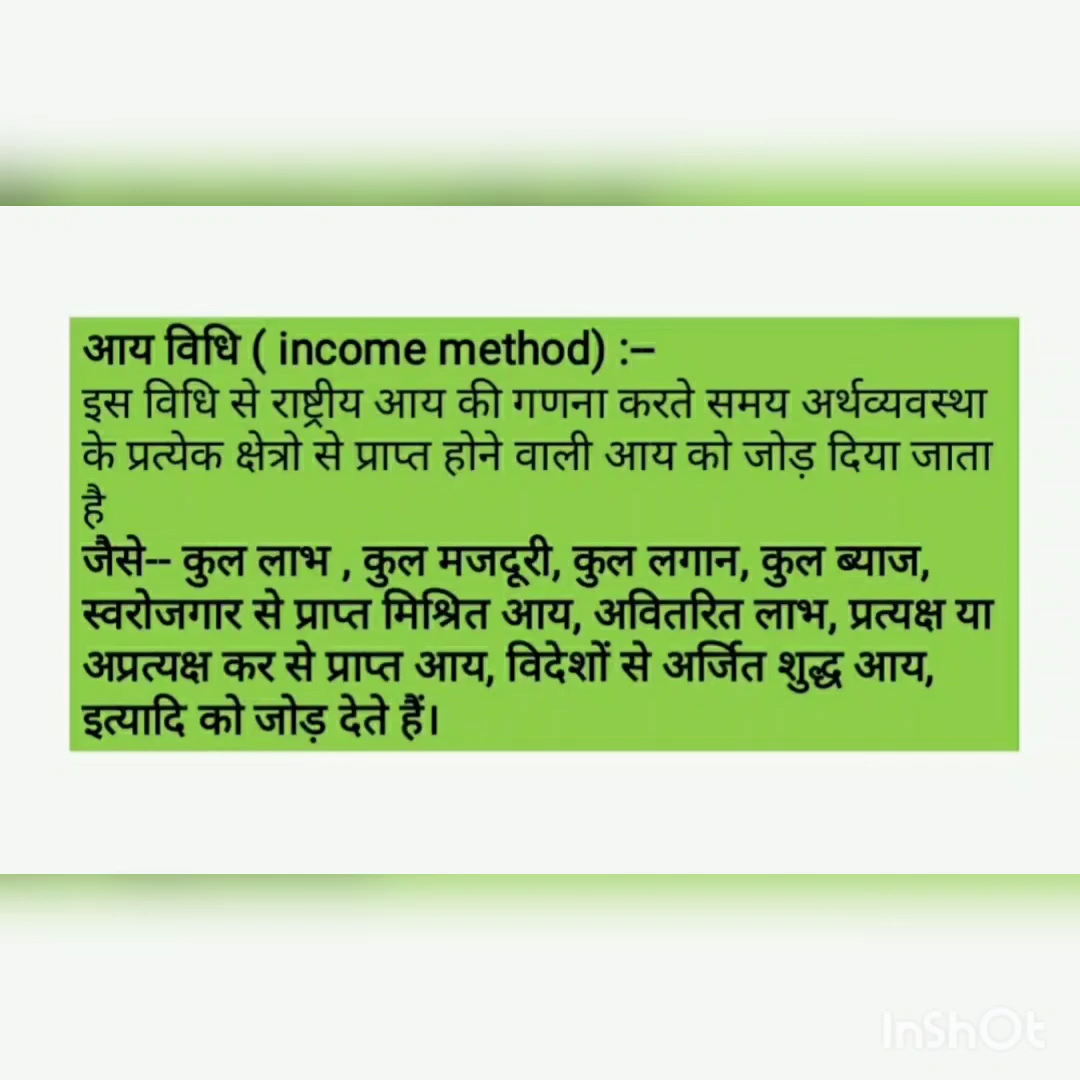 आय विधि ( income method) :–
इस विधि से राष्ट्रीय आय की गणना करते समय अर्थव्यवस्था
के प्रत्येक क्षेत्रो से प्राप्त होने वाली आय को जोड़ दिया जाता
है
जैसे-- कुल लाभ , कुल मजदूरी, कुल लगान, कुल ब्याज,
स्वरोजगार से प्राप्त मिश्रित आय, अवितरित लाभ, प्रत्यक्ष या
अप्रत्यक्ष कर से प्राप्त आय, विदेशों से अर्जित शुद्ध आय,
इत्यादि को जोड़ देते हैं।
InShOt